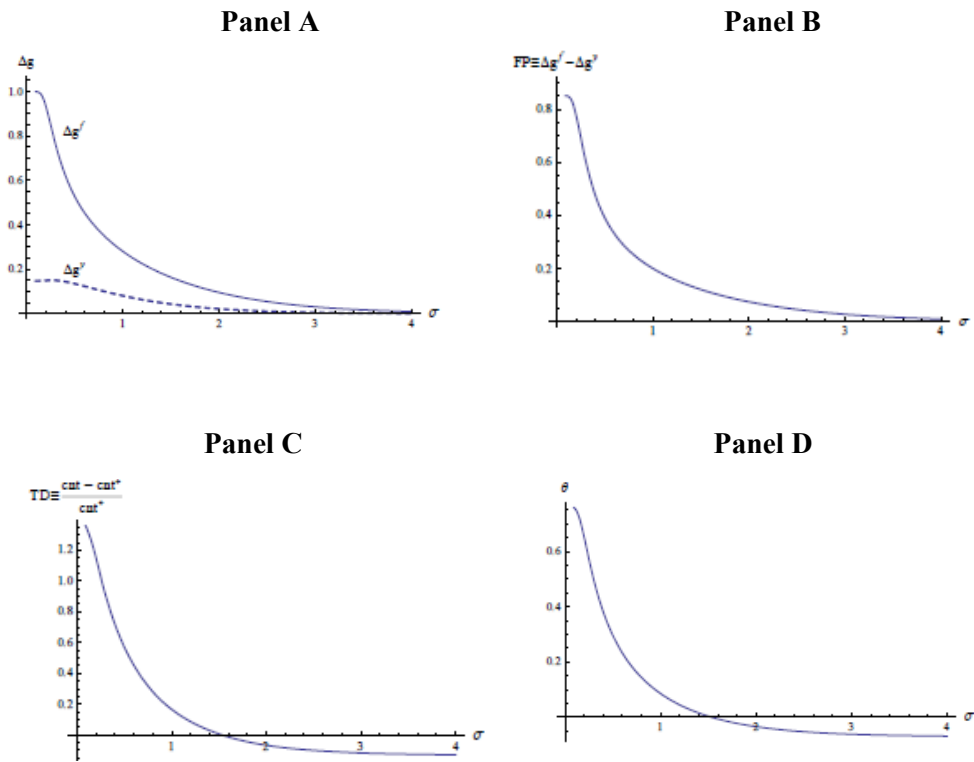 Panel A
Δg
1.0
0.8
0.6
0.4
0.2
Δg^f
Δg^y
1
2
3
4
σ
Panel B
FP≡Δg^f−Δg^y
0.8
0.6
0.4
0.2
1
2
3
4
σ
Panel C
TD≡ cnt − cnt*
cnt*
1.2
1.0
0.8
0.6
0.4
0.2
1
2
3
4
σ
Panel D
θ
0.6
0.4
0.2
1
2
3
4
σ